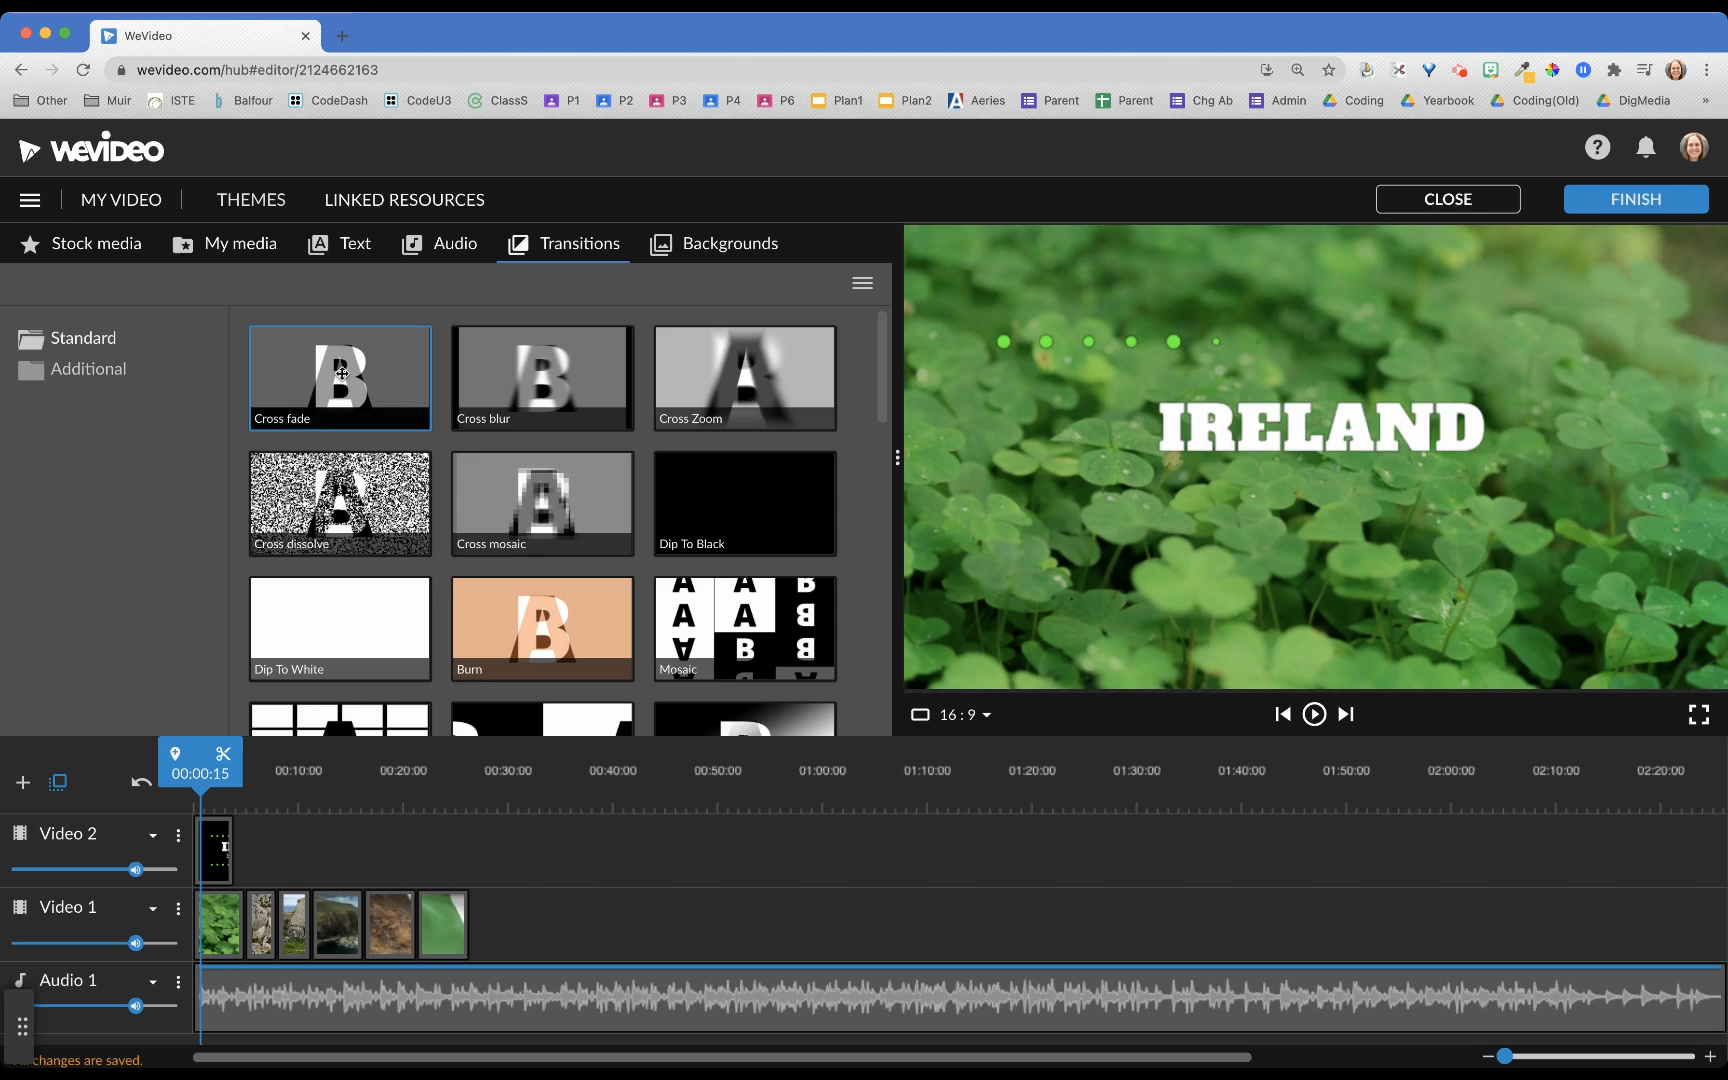 WeVideo
wevideo.com/hub#editor/2124662163
Other Muir ISTE Balfour CodeDash CodeU3 ClassS P1 P2 P3 P4 P6 Plan1 Plan2 Aeries Parent Parent Chg Ab Admin Coding Yearbook Coding(Old) DigMedia »
WEVIDEO
MY VIDEO THEMES LINKED RESOURCES CLOSE FINISH
Stock media My media Text Audio Transitions Backgrounds
Standard
Additional
B B A
Cross fade Cross blur Cross Zoom
A A
Cross dissolve Cross mosaic Dip To Black
Dip To White Burn Mosaic
IRELAND
16 : 9
00:00:15 00:10:00 00:20:00 00:30:00 00:40:00 00:50:00 01:00:00 01:10:00 01:20:00 01:30:00 01:40:00 01:50:00 02:00:00 02:10:00 02:20:00
Video 2
Video 1
Audio 1
changes are saved.